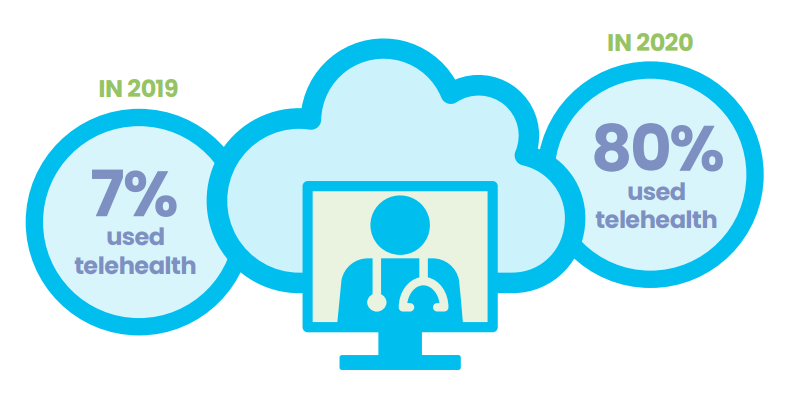 IN 2019
7%
used
telehealth
IN 2020
80%
used
telehealth